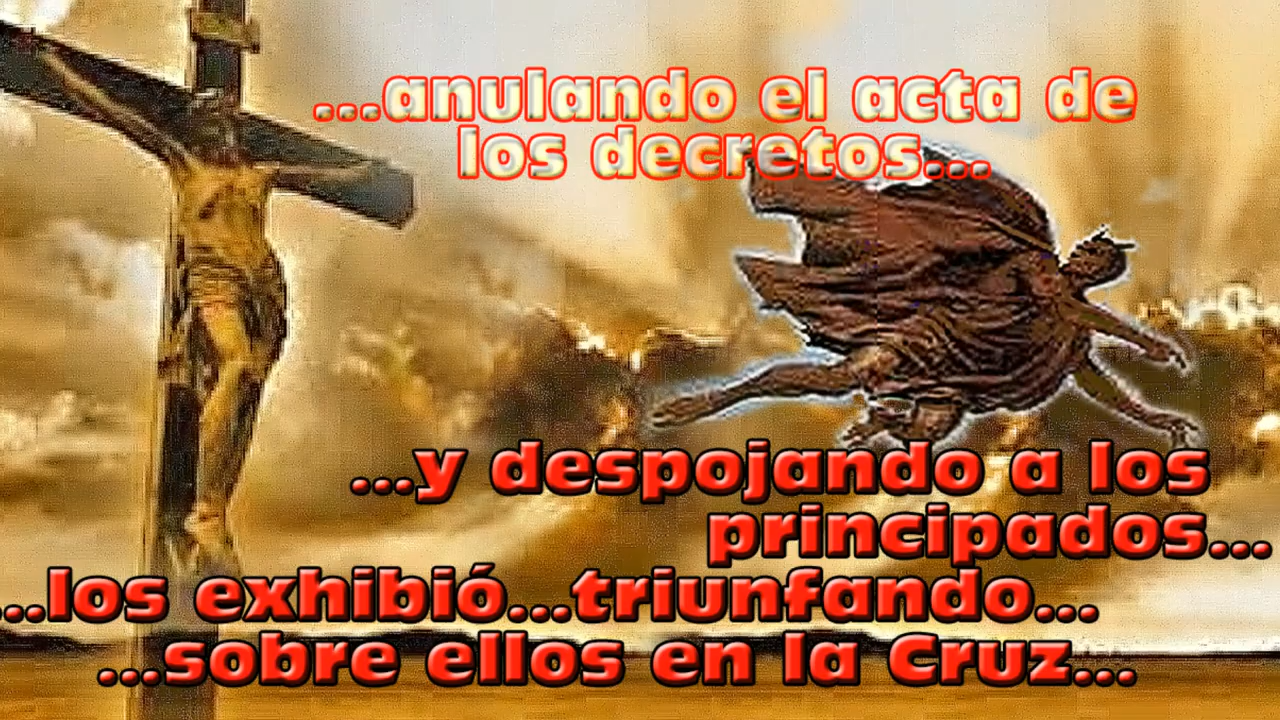 ...anulando el acta de
los decretos...
...y despojando a los
principados...
...los exhibió...triunfando...
...sobre ellos en la Cruz...